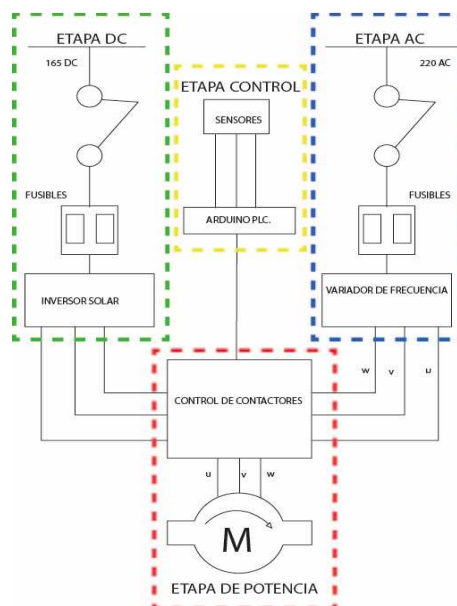 ETAPA DC
165 DC
FUSIBLES
INVERSOR SOLAR
ETAPA CONTROL
SENSORES
ARDUINO PLC.
ETAPA AC
220 AC
FUSIBLES
VARIADOR DE FRECUENCIA
w
v
u
CONTROL DE CONTACTORES
u
v
w
M
ETAPA DE POTENCIA